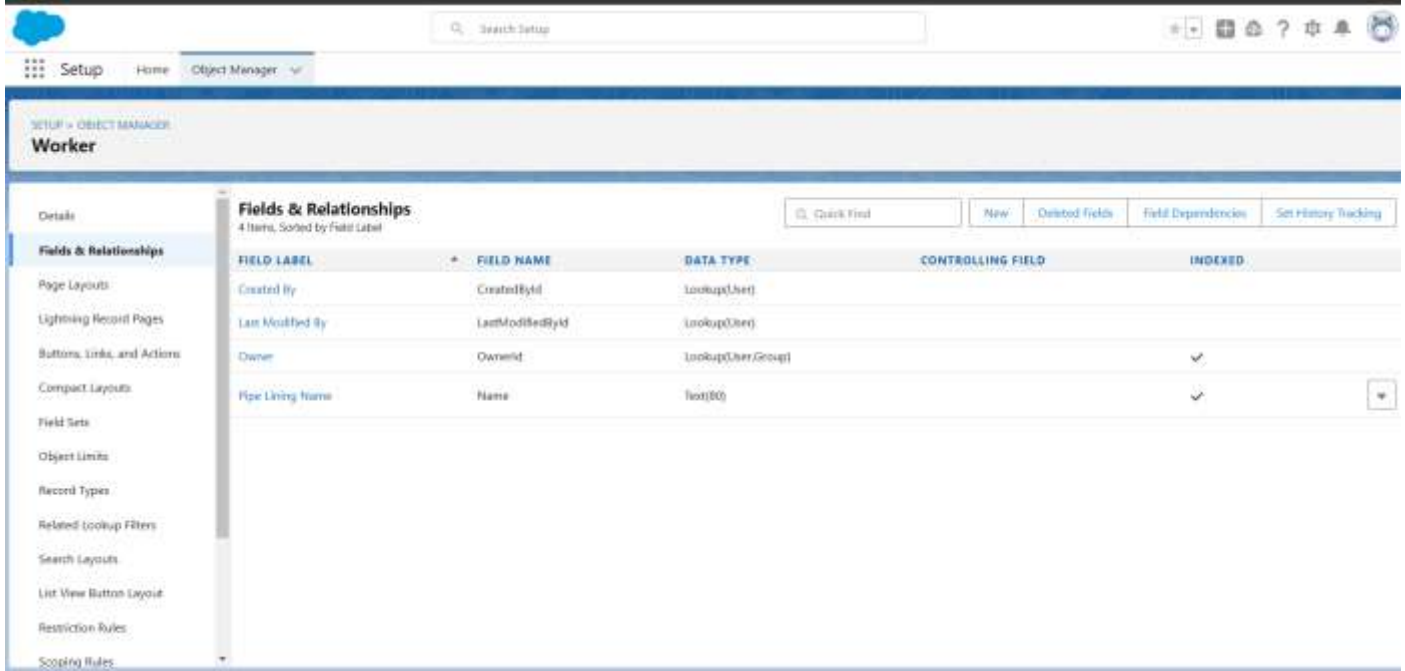 Search Setup
Setup Home Object Manager
SETUP > OBJECT MANAGER
Worker
Details
Fields & Relationships
Page Layouts
Lightning Record Pages
Buttons, Links, and Actions
Compact Layouts
Field Sets
Object Limits
Record Types
Related Lookup Filters
Search Layouts
List View Button Layout
Restriction Rules
Scoping Rules
Fields & Relationships
4 Items, Sorted by Field Label
Quick Find New Deleted Fields Field Dependencies Set History Tracking
FIELD LABEL FIELD NAME DATA TYPE CONTROLLING FIELD INDEXED
Created By CreatedById Lookup(User)
Last Modified By LastModifiedById Lookup(User)
Owner OwnerId Lookup(User,Group)
Pipe Lining Name Name Text(80)